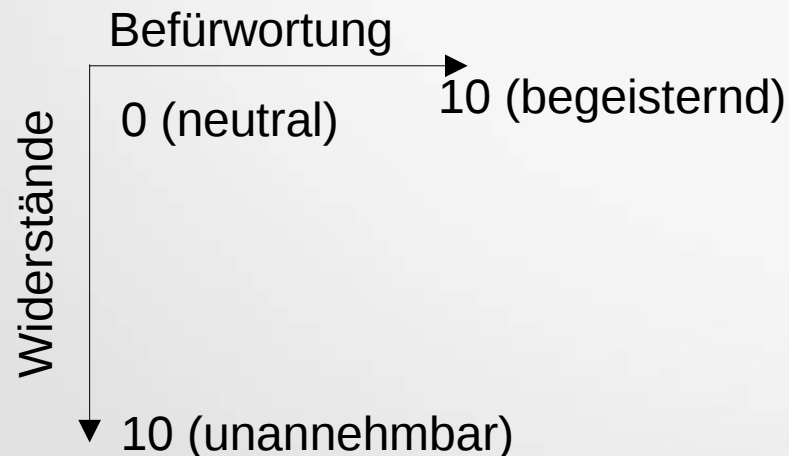 Befürwortung
10 (begeisternd)
0 (neutral)
Widerstände
10 (unannehmbar)